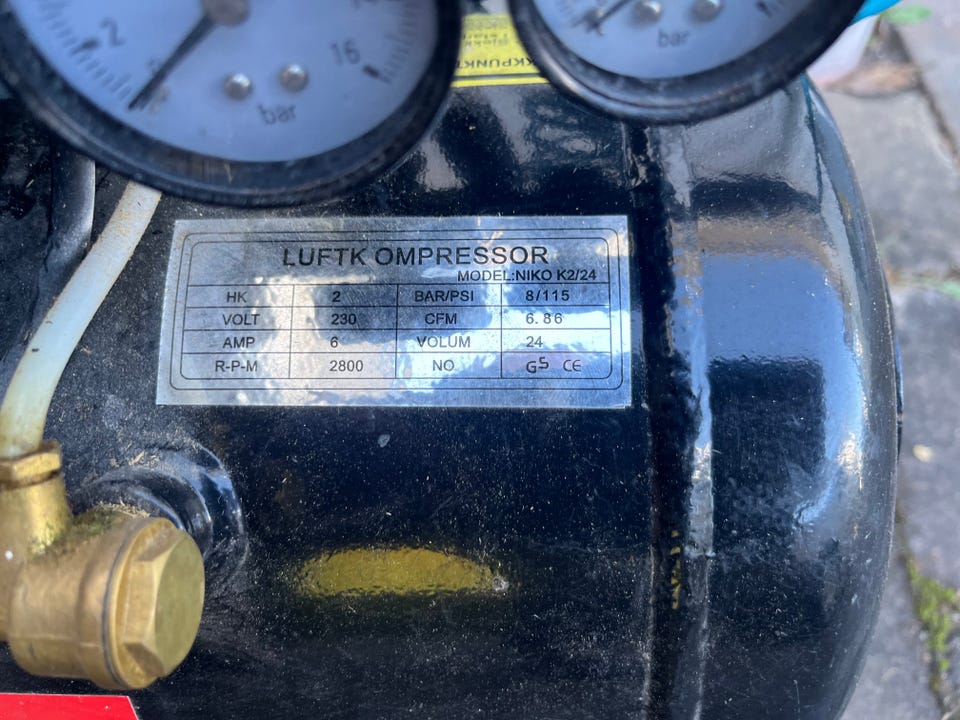 2
16
bar
bar
LUFTK OMPRESSOR
MODEL:NIKO K2/24
HK 2 BAR/PSI 8/115
VOLT 230 CFM 6.86
AMP 6 VOLUM 24
R-P-M 2800 NO GS CE